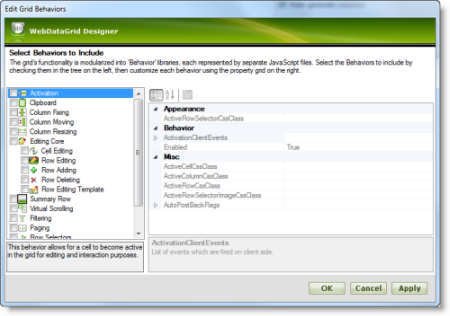 Edit Grid Behaviors
WebDataGrid Designer
Select Behaviors to Include
The grid's functionality is modularized into 'Behavior' libraries, each represented by separate JavaScript files. Select the Behaviors to include by
checking them in the tree on the left, then customize each behavior using the property grid on the right.
Activation
Clipboard
Column Fixing
Column Moving
Column Resizing
Editing Core
Cell Editing
Row Editing
Row Adding
Row Deleting
Row Editing Template
Summary Row
Virtual Scrolling
Filtering
Paging
Row Selectors
This behavior allows for a cell to become active
in the grid for editing and interaction purposes.
Appearance
ActiveRowSelectorCssClass
Behavior
ActivationClientEvents
Enabled True
Misc
ActiveCellCssClass
ActiveColumnCssClass
ActiveRowCssClass
ActiveRowSelectorImageCssClass
AutoPostBackFlags
ActivationClientEvents
List of events which are fired on client side.
OK Cancel Apply